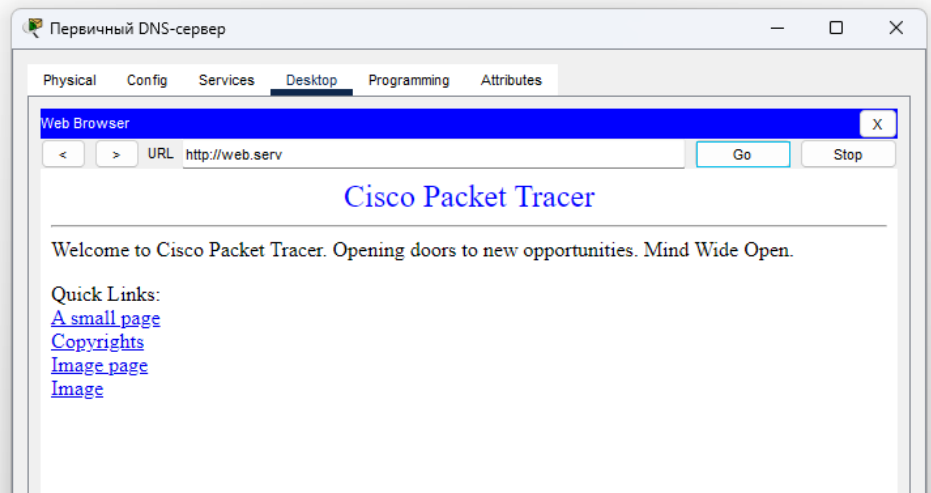 Первичный DNS-сервер
Physical Config Services Desktop Programming Attributes
Web Browser X
< > URL http://web.serv Go Stop
Cisco Packet Tracer
Welcome to Cisco Packet Tracer. Opening doors to new opportunities. Mind Wide Open.
Quick Links:
A small page
Copyrights
Image page
Image